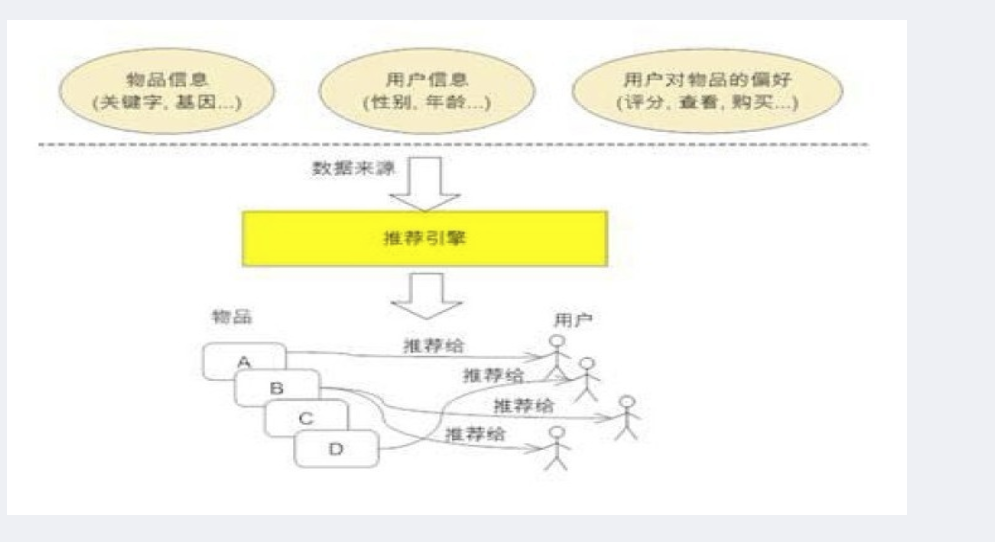 物品信息
(关键字, 基因...)
用户信息
(性别, 年龄...)
用户对物品的偏好
(评分, 查看, 购买...)
数据来源
推荐引擎
物品
用户
推荐给
A
推荐给
B
推荐给
C
推荐给
D